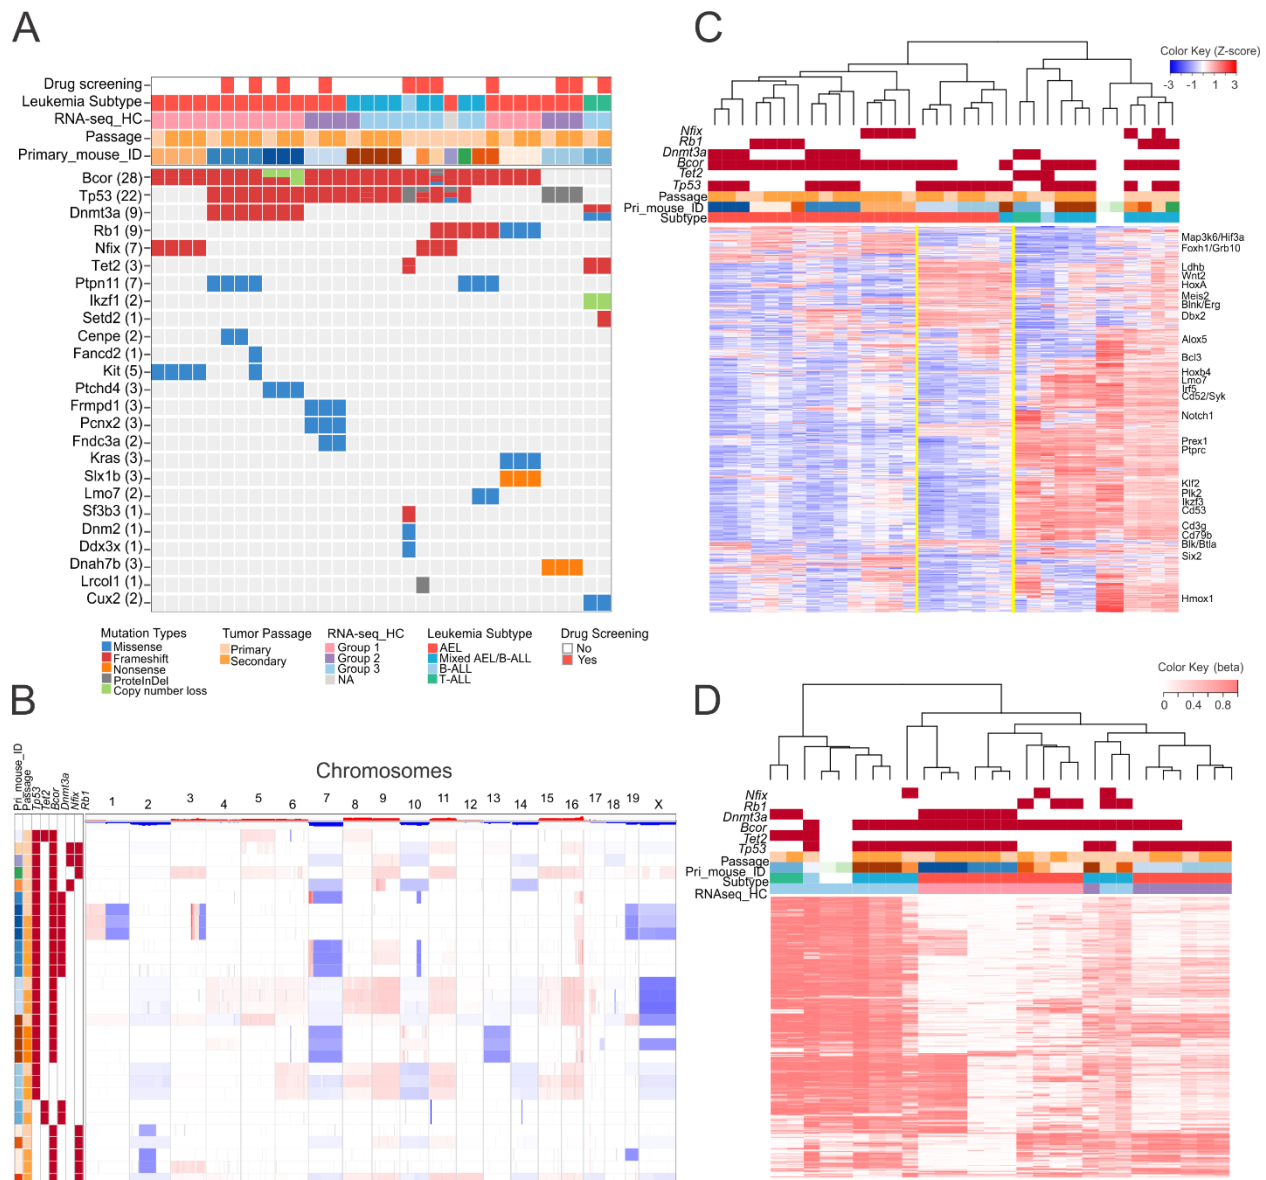 A
Drug screening
Leukemia Subtype
RNA-seq_HC
Passage
Primary_mouse_ID
Bcor (28)
Tp53 (22)
Dnmt3a (9)
Rb1 (9)
Nfix (7)
Tet2 (3)
Ptpn11 (7)
Ikzf1 (2)
Setd2 (1)
Cenpe (2)
Fancd2 (1)
Kit (5)
Ptchd4 (3)
Frmpd1 (3)
Pcnx2 (3)
Fndc3a (2)
Kras (3)
Slx1b (3)
Lmo7 (2)
Sf3b3 (1)
Dnm2 (1)
Ddx3x (1)
Dnah7b (3)
Lrcol1 (1)
Cux2 (2)
Mutation Types
Missense
Frameshift
Nonsense
ProteInDel
Copy number loss
Tumor Passage
Primary
Secondary
RNA-seq_HC
Group 1
Group 2
Group 3
NA
Leukemia Subtype
AEL
Mixed AEL/B-ALL
B-ALL
T-ALL
Drug Screening
No
Yes
B
Pri_mouse_ID
Passage
Tp53
Tet2
Bcor
Dnmt3a
Nfix
Rb1
Chromosomes
1 2 3 4 5 6 7 8 9 10 11 12 13 14 15 16 17 18 19 X
C
Color Key (Z-score)
-3 -1 1 3
Nfix
Rb1
Dnmt3a
Bcor
Tet2
Tp53
Passage
Pri_mouse_ID
Subtype
Map3k6/Hif3a
Foxh1/Grb10
Ldhb
Wnt2
HoxA
Meis2
Blnk/Erg
Dbx2
Alox5
Bcl3
Hoxb4
Lmo7
Irf5
Cd52/Syk
Notch1
Prex1
Ptprc
Klf2
Plk2
Ikzf3
Cd53
Cd3g
Cd79b
Blk/Btla
Six2
Hmox1
D
Color Key (beta)
0 0.4 0.8
Nfix
Rb1
Dnmt3a
Bcor
Tet2
Tp53
Passage
Pri_mouse_ID
Subtype
RNAseq_HC